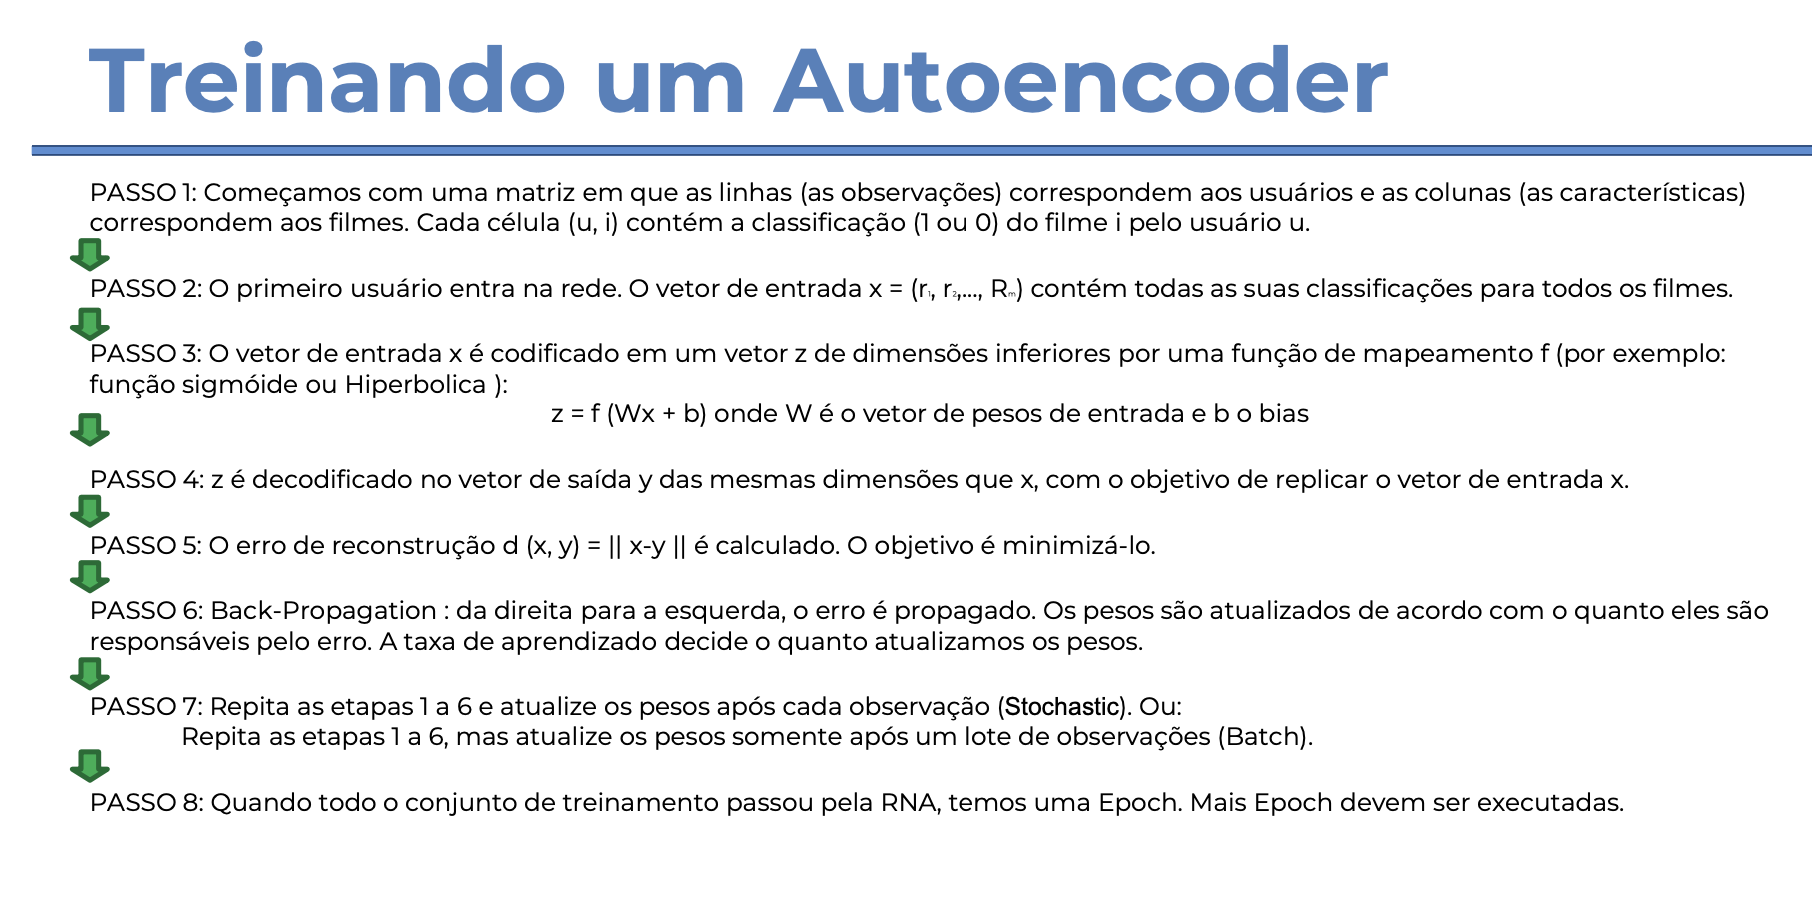 Treinando um Autoencoder
PASSO 1: Começamos com uma matriz em que as linhas (as observações) correspondem aos usuários e as colunas (as características)
correspondem aos filmes. Cada célula (u, i) contém a classificação (1 ou 0) do filme i pelo usuário u.
PASSO 2: O primeiro usuário entra na rede. O vetor de entrada x = (r₁, r₂,..., Rₘ) contém todas as suas classificações para todos os filmes.
PASSO 3: O vetor de entrada x é codificado em um vetor z de dimensões inferiores por uma função de mapeamento f (por exemplo:
função sigmóide ou Hiperbolica ):
z = f (Wx + b) onde W é o vetor de pesos de entrada e b o bias
PASSO 4: z é decodificado no vetor de saída y das mesmas dimensões que x, com o objetivo de replicar o vetor de entrada x.
PASSO 5: O erro de reconstrução d (x, y) = || x-y || é calculado. O objetivo é minimizá-lo.
PASSO 6: Back-Propagation : da direita para a esquerda, o erro é propagado. Os pesos são atualizados de acordo com o quanto eles são
responsáveis pelo erro. A taxa de aprendizado decide o quanto atualizamos os pesos.
PASSO 7: Repita as etapas 1 a 6 e atualize os pesos após cada observação (Stochastic). Ou:
Repita as etapas 1 a 6, mas atualize os pesos somente após um lote de observações (Batch).
PASSO 8: Quando todo o conjunto de treinamento passou pela RNA, temos uma Epoch. Mais Epoch devem ser executadas.